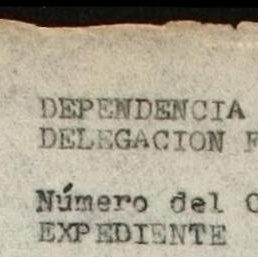 DEPENDENCIA
DELEGACION
Número del
EXPEDIENTE